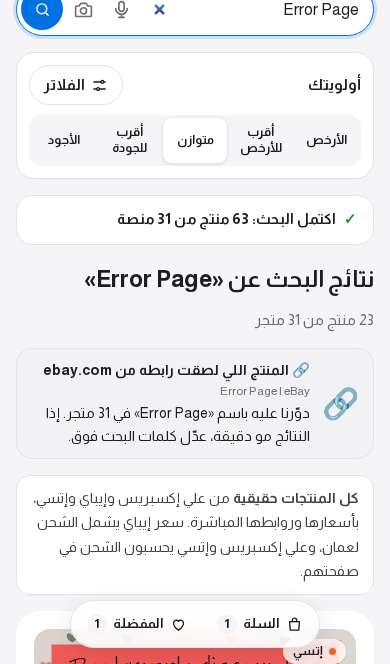 Error Page
أولويتك
الفلاتر
الأرخص
أقرب للأرخص
متوازن
أقرب للجودة
الأجود
✓ اكتمل البحث: 63 منتج من 31 منصة
نتائج البحث عن «Error Page»
23 منتج من 31 متجر
🔗 المنتج اللي لصقت رابطه من ebay.com
Error Page | eBay
دوّرنا عليه باسم «Error Page» في 31 متجر. إذا
النتائج مو دقيقة، عدّل كلمات البحث فوق.
كل المنتجات حقيقية من علي إكسبريس وإيباي وإتسي،
بأسعارها وروابطها المباشرة. سعر إيباي يشمل الشحن
لعمان، وعلي إكسبريس وإتسي يحسبون الشحن في
صفحتهم.
السلة 1
المفضلة 1
إتسي